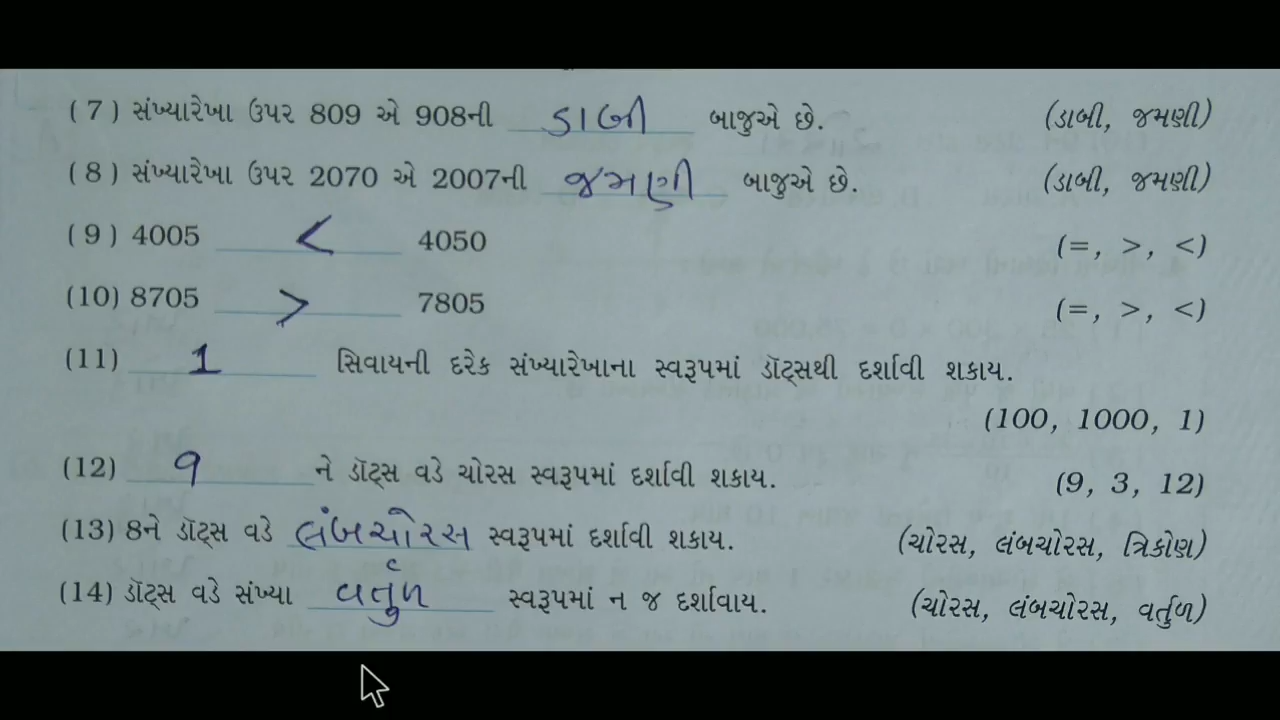 (7) સંખ્યારેખા ઉપર 809 એ 908ની ડાબી બાજુએ છે. (ડાબી, જમણી)
(8) સંખ્યારેખા ઉપર 2070 એ 2007ની જમણી બાજુએ છે. (ડાબી, જમણી)
(9) 4005 < 4050 (=, >, <)
(10) 8705 > 7805 (=, >, <)
(11) 1 સિવાયની દરેક સંખ્યારેખાના સ્વરૂપમાં ડૉટ્સથી દર્શાવી શકાય.
(100, 1000, 1)
(12) 9 ને ડૉટ્સ વડે ચોરસ સ્વરૂપમાં દર્શાવી શકાય. (9, 3, 12)
(13) 8ને ડૉટ્સ વડે લંબચોરસ સ્વરૂપમાં દર્શાવી શકાય. (ચોરસ, લંબચોરસ, ત્રિકોણ)
(14) ડૉટ્સ વડે સંખ્યા વર્તુળ સ્વરૂપમાં ન જ દર્શાવાય. (ચોરસ, લંબચોરસ, વર્તુળ)